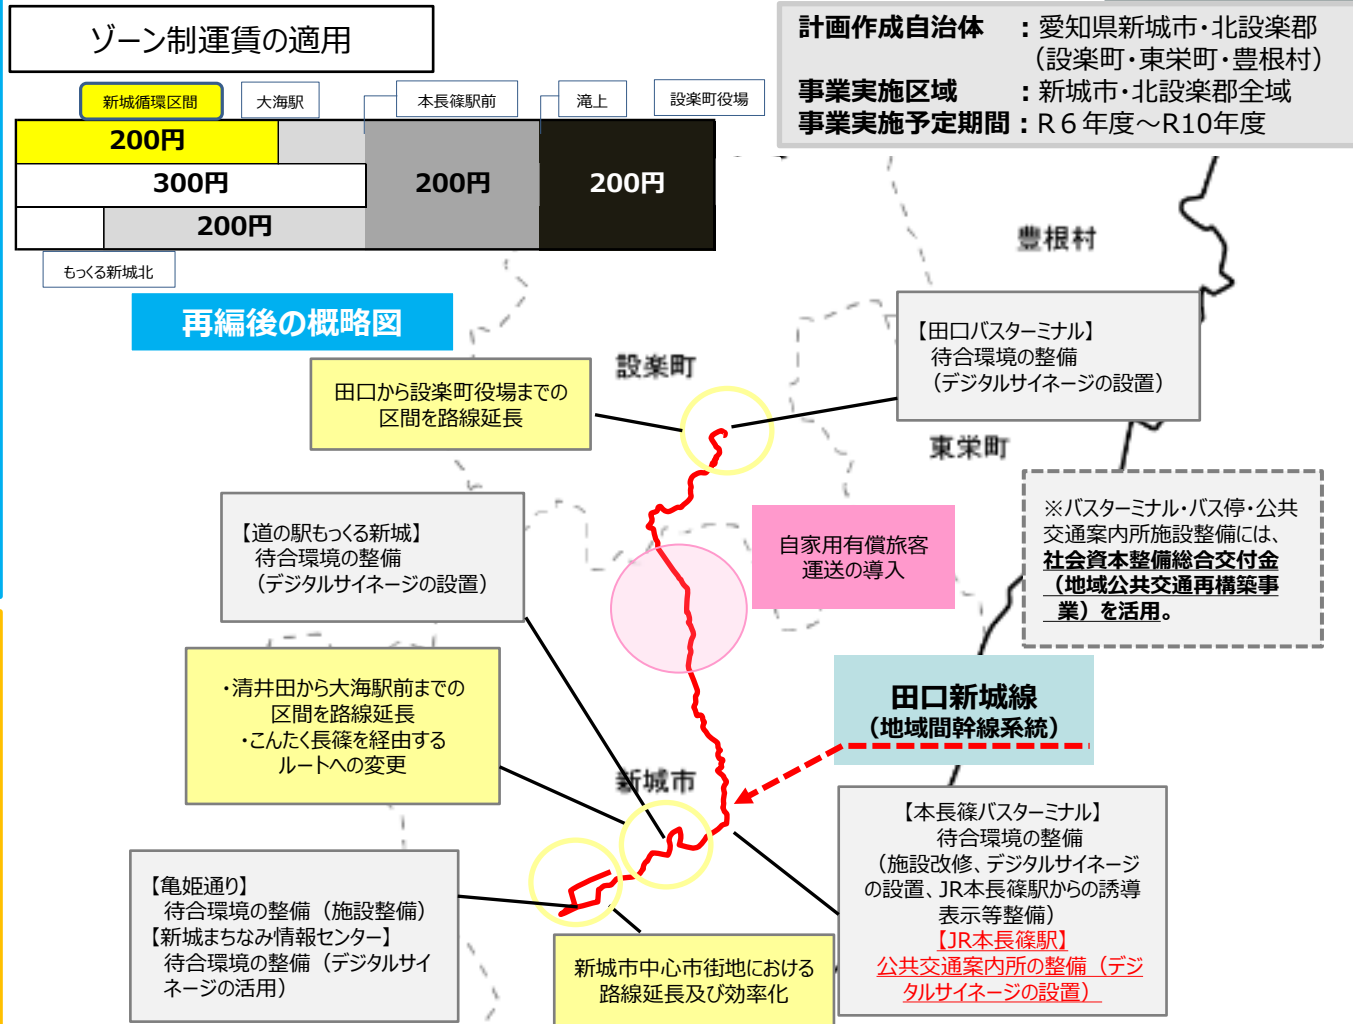 ゾーン制運賃の適用
計画作成自治体 ：愛知県新城市・北設楽郡
（設楽町・東栄町・豊根村）
事業実施区域 ：新城市・北設楽郡全域
事業実施予定期間：Ｒ６年度～R10年度
新城循環区間
大海駅
本長篠駅前
滝上
設楽町役場
200円
300円
200円
200円
200円
もっくる新城北
再編後の概略図
豊根村
設楽町
東栄町
新城市
【田口バスターミナル】
待合環境の整備
（デジタルサイネージの設置）
田口から設楽町役場までの
区間を路線延長
※バスターミナル・バス停・公共
交通案内所施設整備には、
社会資本整備総合交付金
（地域公共交通再構築事
業）を活用。
【道の駅もっくる新城】
待合環境の整備
（デジタルサイネージの設置）
自家用有償旅客
運送の導入
・清井田から大海駅前までの
区間を路線延長
・こんたく長篠を経由する
ルートへの変更
田口新城線
（地域間幹線系統）
【本長篠バスターミナル】
待合環境の整備
（施設改修、デジタルサイネージ
の設置、JR本長篠駅からの誘導
表示等整備）
【JR本長篠駅】
公共交通案内所の整備（デジ
タルサイネージの設置）
【亀姫通り】
待合環境の整備（施設整備）
【新城まちなみ情報センター】
待合環境の整備（デジタルサイ
ネージの活用）
新城市中心市街地における
路線延長及び効率化